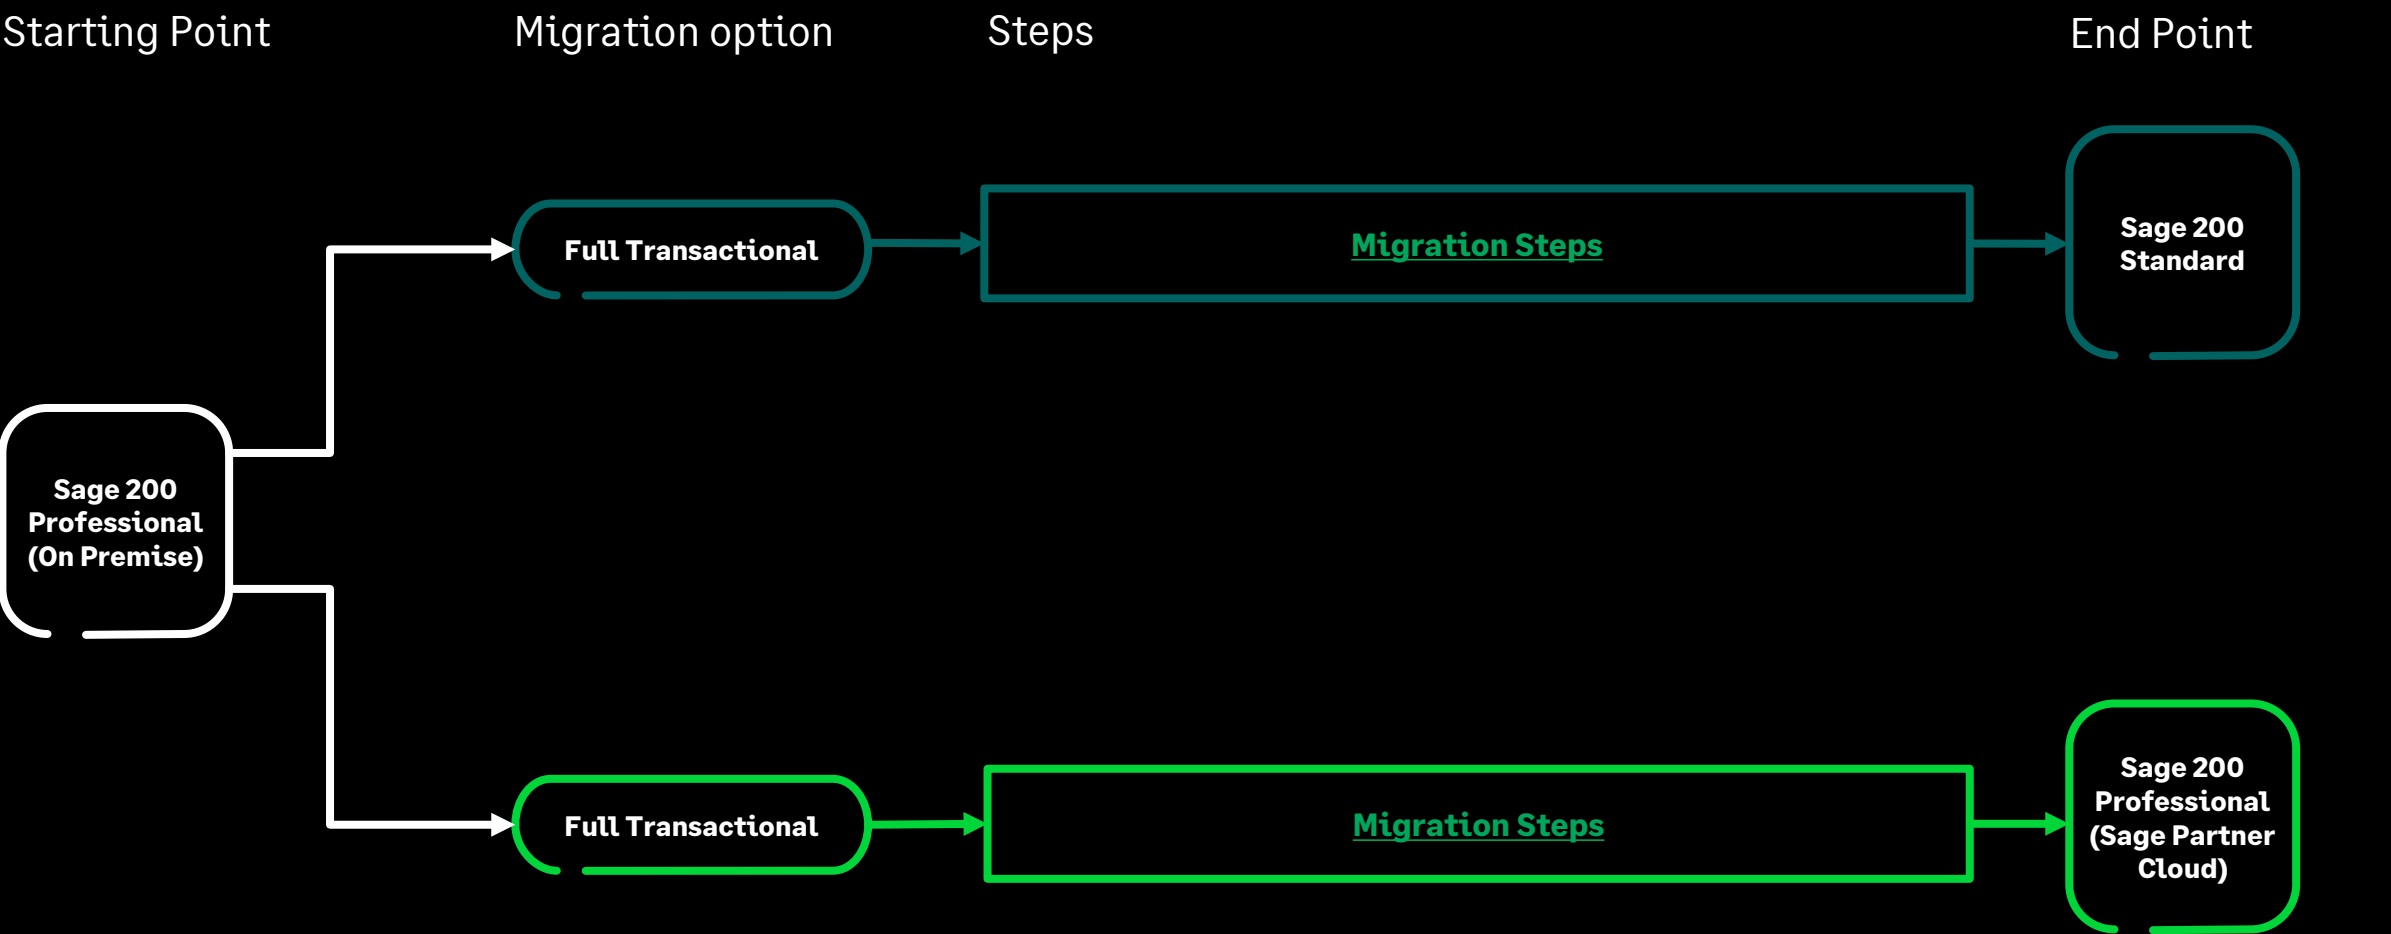 Starting Point
Migration option
Steps
End Point
Full Transactional
Migration Steps
Sage 200
Standard
Sage 200
Professional
(On Premise)
Full Transactional
Migration Steps
Sage 200
Professional
(Sage Partner
Cloud)